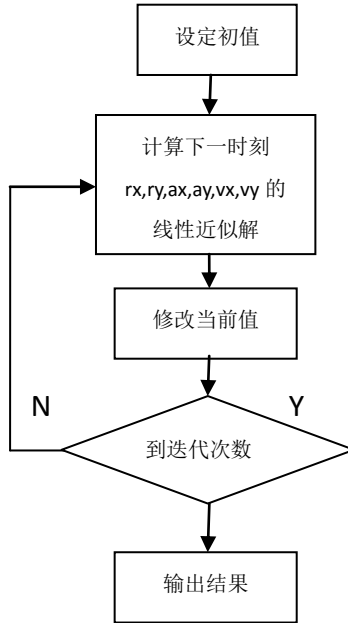 设定初值
计算下一时刻
rx,ry,ax,ay,vx,vy 的
线性近似解
修改当前值
N
Y
到迭代次数
输出结果